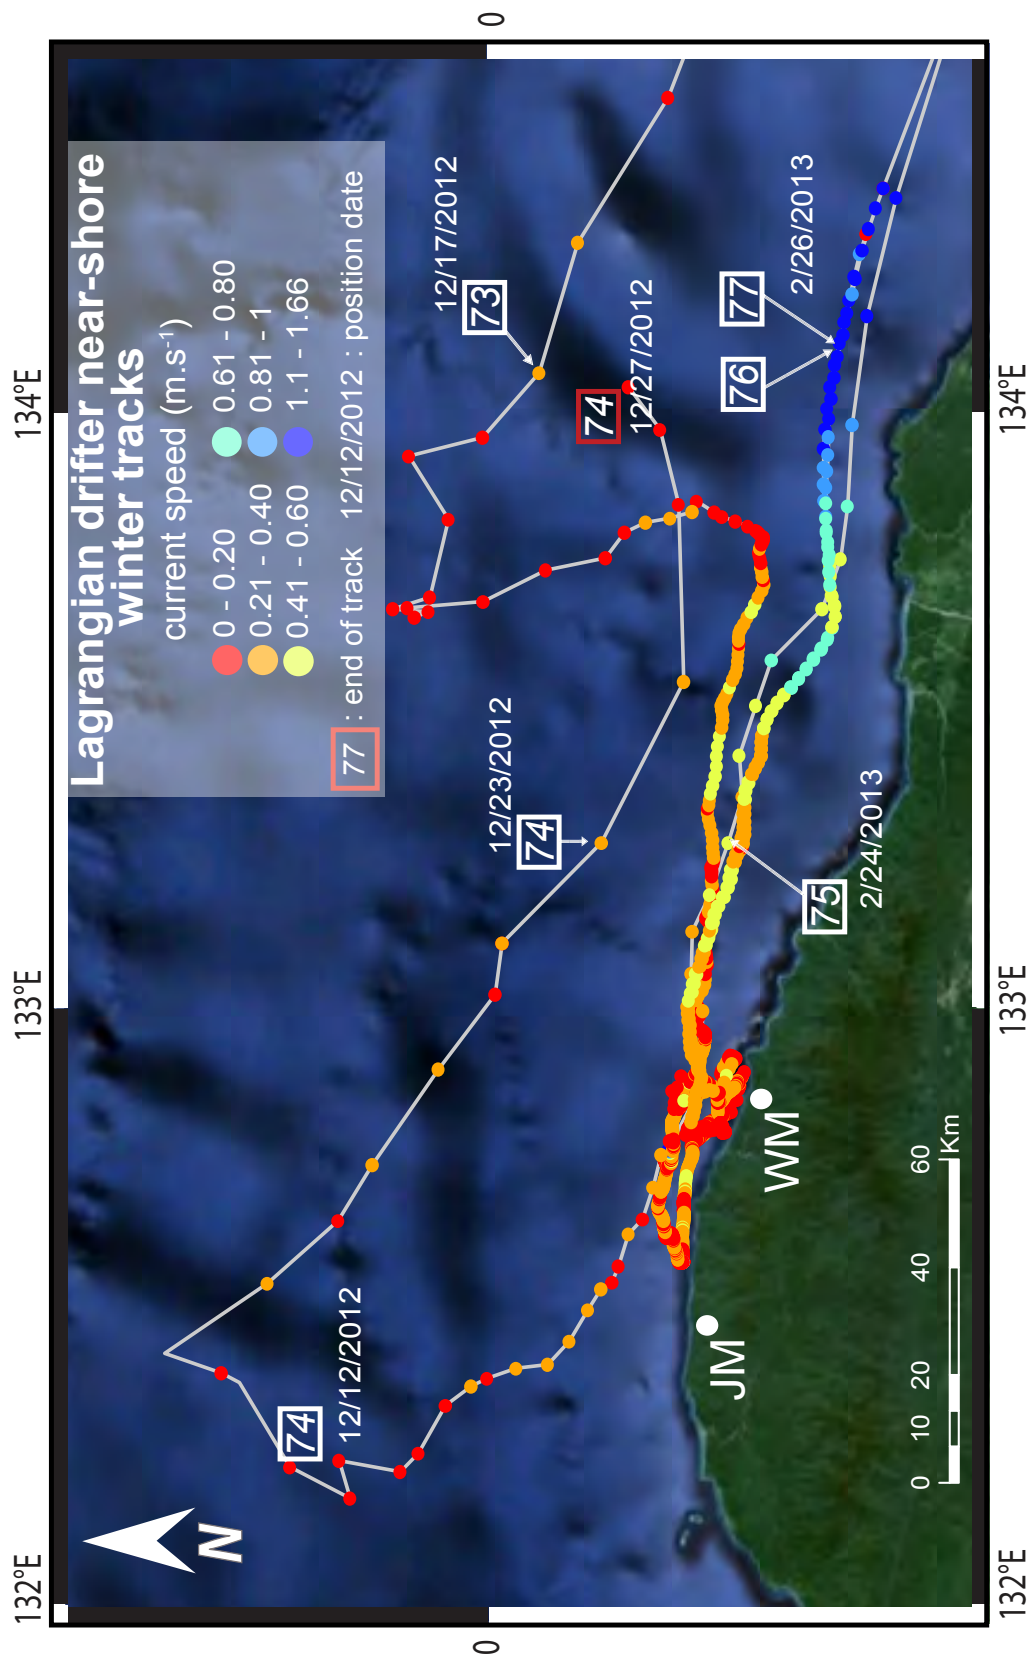 Lagrangian drifter near-shore
winter tracks
current speed (m.s-1)
0 - 0.20
0.61 - 0.80
0.21 - 0.40
0.81 - 1
0.41 - 0.60
1.1 - 1.66
77 : end of track 12/12/2012 : position date
132°E
133°E
134°E
0
0
N
74
12/12/2012
74
12/23/2012
12/17/2012
73
74
12/27/2012
76
77
2/26/2013
75
2/24/2013
JM
WM
0
10
20
40
60
Km
132°E
133°E
134°E